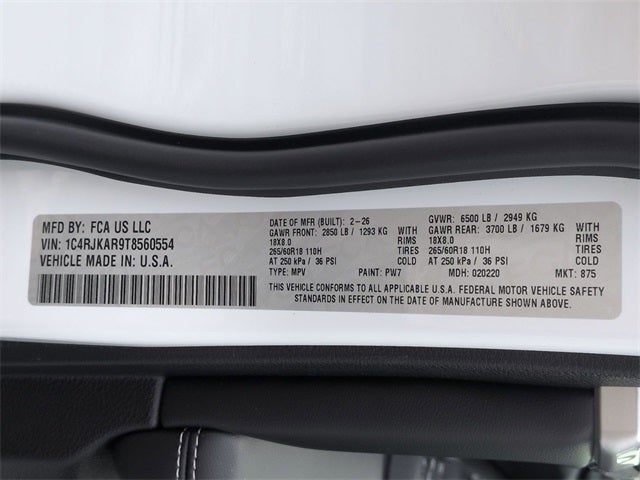 MFD BY: FCA US LLC
VIN: 1C4RJKAR9T8560554
VEHICLE MADE IN: U.S.A.
DATE OF MFR (BUILT): 2-26
GAWR FRONT: 2850 LB / 1293 KG WITH
18X8.0 RIMS
265/60R18 110H TIRES
AT 250 kPa / 36 PSI COLD
TYPE: MPV PAINT: PW7
GVWR: 6500 LB / 2949 KG
GAWR REAR: 3700 LB / 1679 KG WITH
18X8.0 RIMS
265/60R18 110H TIRES
AT 250 kPa / 36 PSI COLD
MDH: 020220 MKT: 875
THIS VEHICLE CONFORMS TO ALL APPLICABLE U.S.A. FEDERAL MOTOR VEHICLE SAFETY
STANDARDS IN EFFECT ON THE DATE OF MANUFACTURE SHOWN ABOVE.